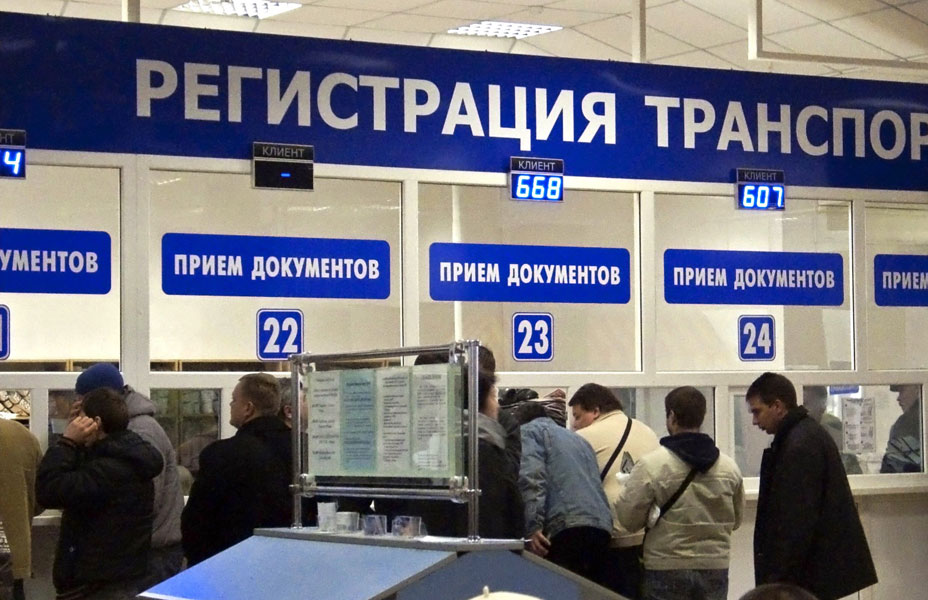 РЕГИСТРАЦИЯ ТРАНСПОР
НТ
4
КЛИЕНТ
-
КЛИЕНТ
668
КЛИЕНТ
607
УМЕНТОВ
ПРИЕМ ДОКУМЕНТОВ
ПРИЕМ ДОКУМЕНТОВ
ПРИЕМ ДОКУМЕНТОВ
ПРИЕМ
22
23
24